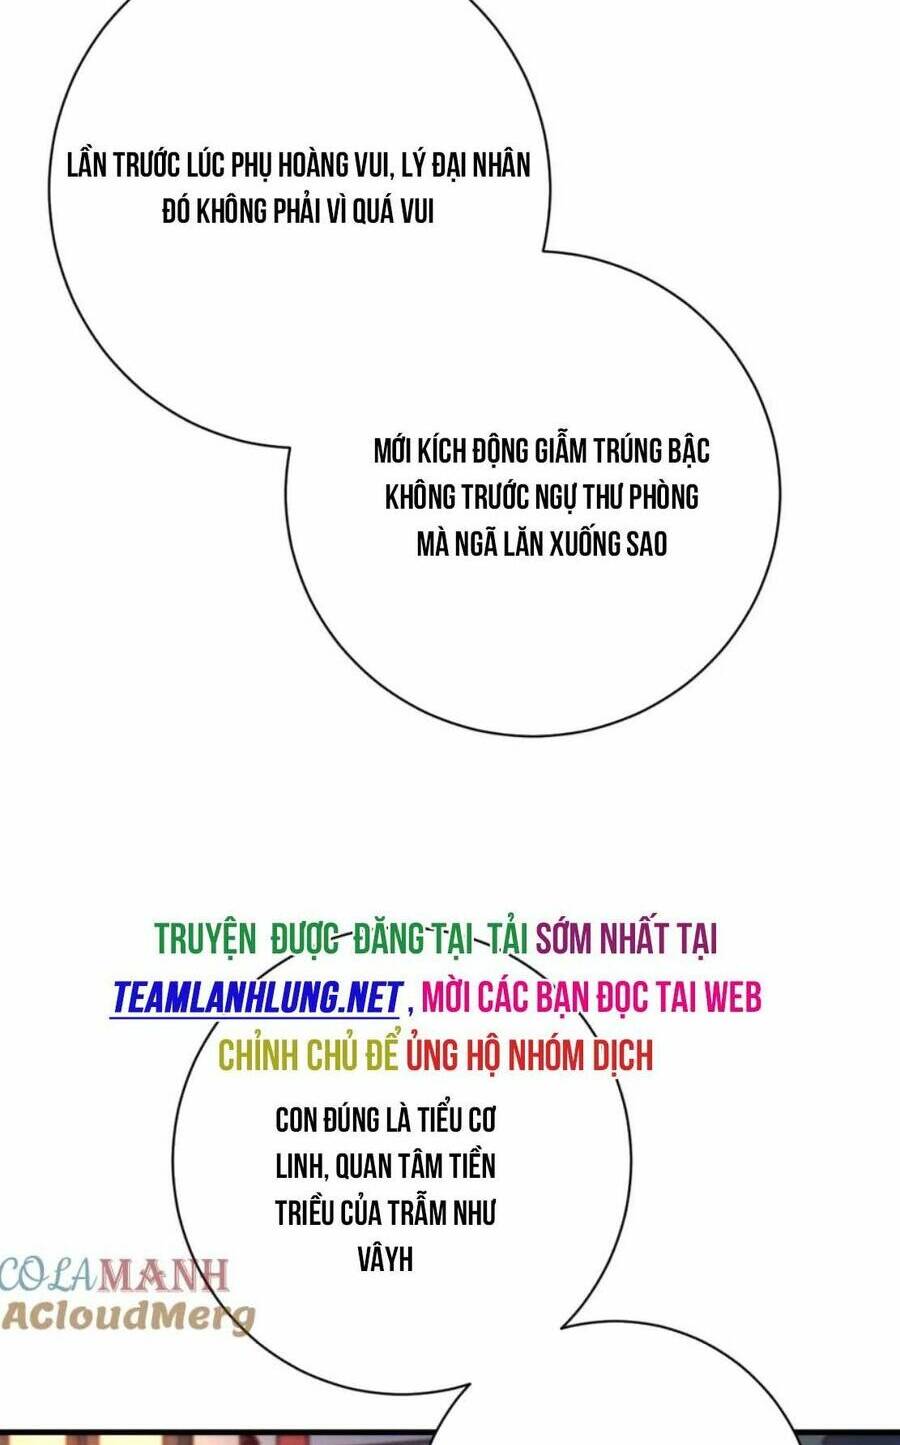 LẦN TRƯỚC LÚC PHỤ HOÀNG VUI, LÝ ĐẠI NHÂN
ĐÓ KHÔNG PHẢI VÌ QUÁ VUI
MỚI KÍCH ĐỘNG GIẪM TRÚNG BẬC
KHÔNG TRƯỚC NGỰ THƯ PHÒNG
MÀ NGÃ LĂN XUỐNG SAO
TRUYỆN ĐƯỢC ĐĂNG TẠI TẢI SỚM NHẤT TẠI
TEAMLANHLUNG.NET , MỜI CÁC BẠN ĐỌC TAI WEB
CHỈNH CHỦ ĐỂ ỦNG HỘ NHÓM DỊCH
CON ĐÚNG LÀ TIỂU CƠ
LINH, QUAN TÂM TIỀN
TRIỀU CỦA TRẪM NHƯ
VÂYH
COLAMANH
ACloudMerg